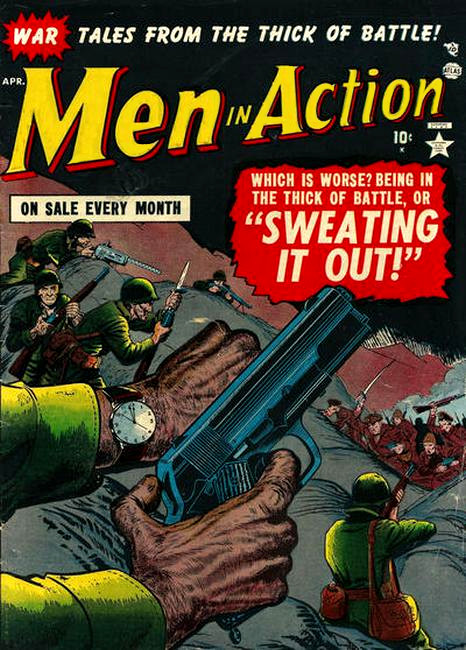 WAR TALES FROM THE THICK OF BATTLE!
APR.
Men IN Action
ATLAS
10¢
K
ON SALE EVERY MONTH
WHICH IS WORSE? BEING IN
THE THICK OF BATTLE, OR
"SWEATING
IT OUT!"